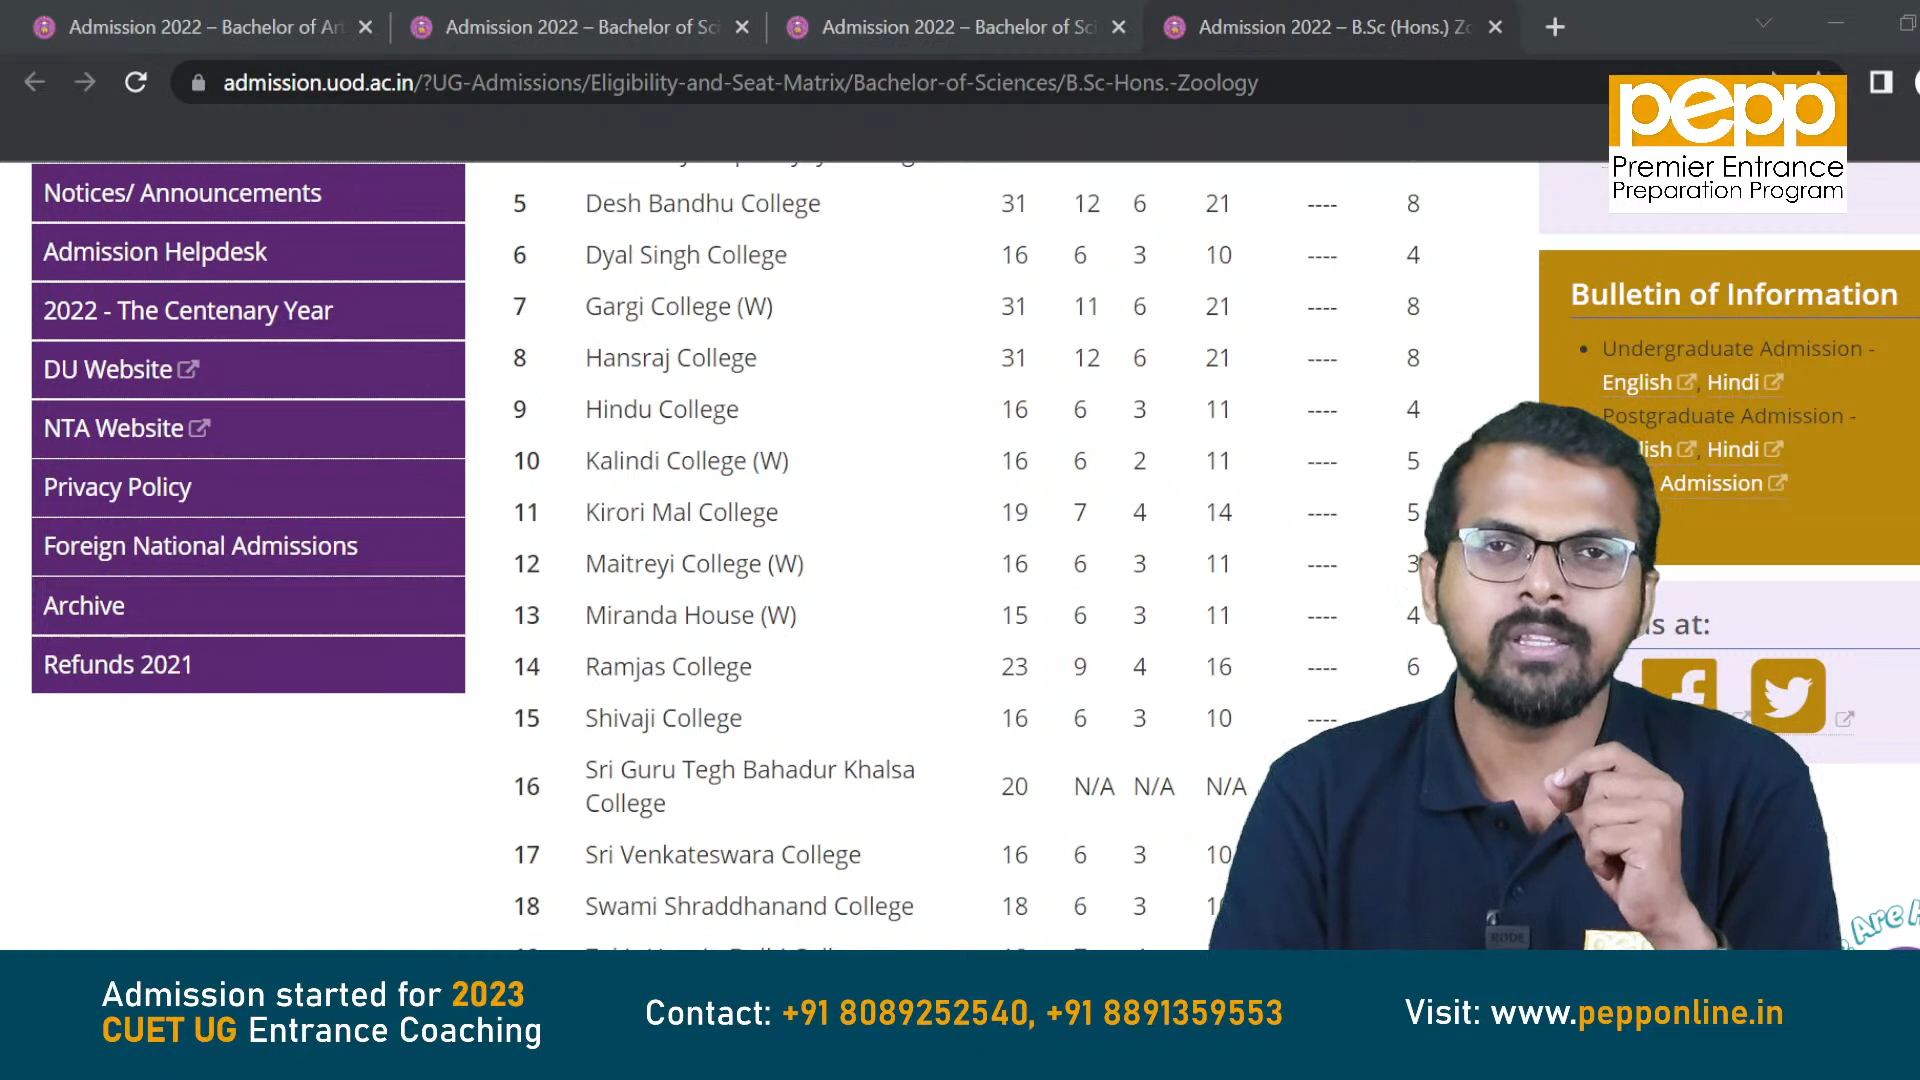 Admission 2022 – Bachelor of Ar
Admission 2022 – Bachelor of Sci
Admission 2022 – Bachelor of Sci
Admission 2022 – B.Sc (Hons.) Zo
admission.uod.ac.in/?UG-Admissions/Eligibility-and-Seat-Matrix/Bachelor-of-Sciences/B.Sc-Hons.-Zoology
pepp
Premier Entrance
Preparation Program
Notices/ Announcements
Admission Helpdesk
2022 - The Centenary Year
DU Website
NTA Website
Privacy Policy
Foreign National Admissions
Archive
Refunds 2021
5 Desh Bandhu College 31 12 6 21 ---- 8
6 Dyal Singh College 16 6 3 10 ---- 4
7 Gargi College (W) 31 11 6 21 ---- 8
8 Hansraj College 31 12 6 21 ---- 8
9 Hindu College 16 6 3 11 ---- 4
10 Kalindi College (W) 16 6 2 11 ---- 5
11 Kirori Mal College 19 7 4 14 ---- 5
12 Maitreyi College (W) 16 6 3 11 ---- 3
13 Miranda House (W) 15 6 3 11 ---- 4
14 Ramjas College 23 9 4 16 ---- 6
15 Shivaji College 16 6 3 10 ----
16 Sri Guru Tegh Bahadur Khalsa
College 20 N/A N/A N/A
17 Sri Venkateswara College 16 6 3 10
18 Swami Shraddhanand College 18 6 3
Bulletin of Information
Undergraduate Admission -
English, Hindi
Postgraduate Admission -
lish, Hindi
Admission
s at:
RODE
Are
Admission started for 2023
CUET UG Entrance Coaching
Contact: +91 8089252540, +91 8891359553
Visit: www.pepponline.in